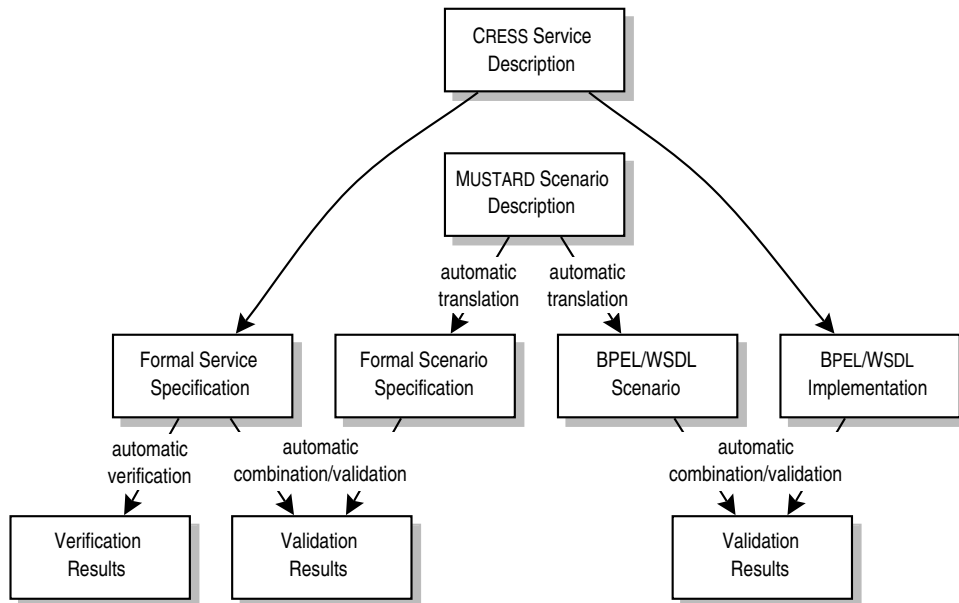 CRESS Service
Description
MUSTARD Scenario
Description
automatic
translation
automatic
translation
Formal Service
Specification
Formal Scenario
Specification
BPEL/WSDL
Scenario
BPEL/WSDL
Implementation
automatic
verification
automatic
combination/validation
automatic
combination/validation
Verification
Results
Validation
Results
Validation
Results